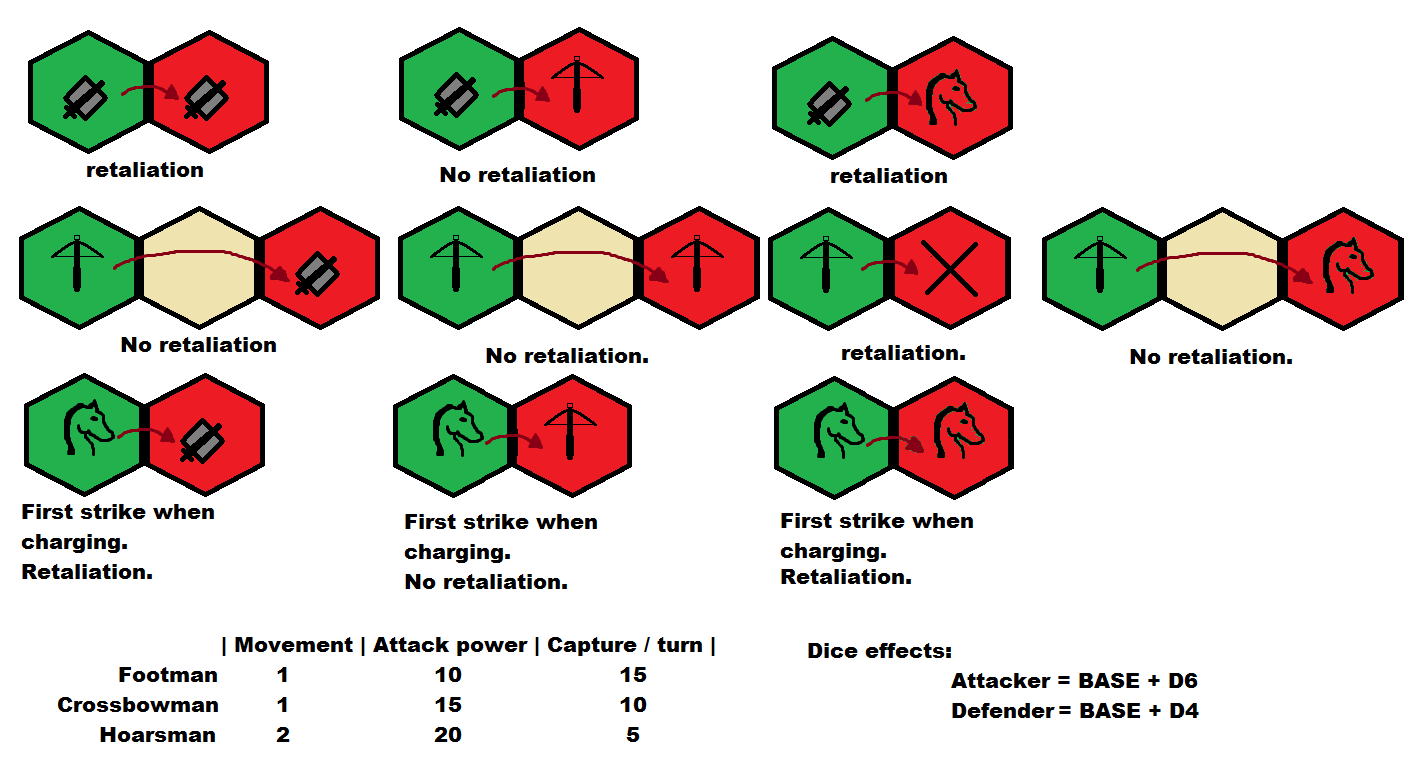 retaliation
No retaliation
retaliation
No retaliation
No retaliation.
retaliation.
No retaliation.
First strike when
charging.
Retaliation.
First strike when
charging.
No retaliation.
First strike when
charging.
Retaliation.
| Movement | Attack power | Capture / turn |
Footman 1 10 15
Crossbowman 1 15 10
Hoarsman 2 20 5
Dice effects:
Attacker = BASE + D6
Defender = BASE + D4